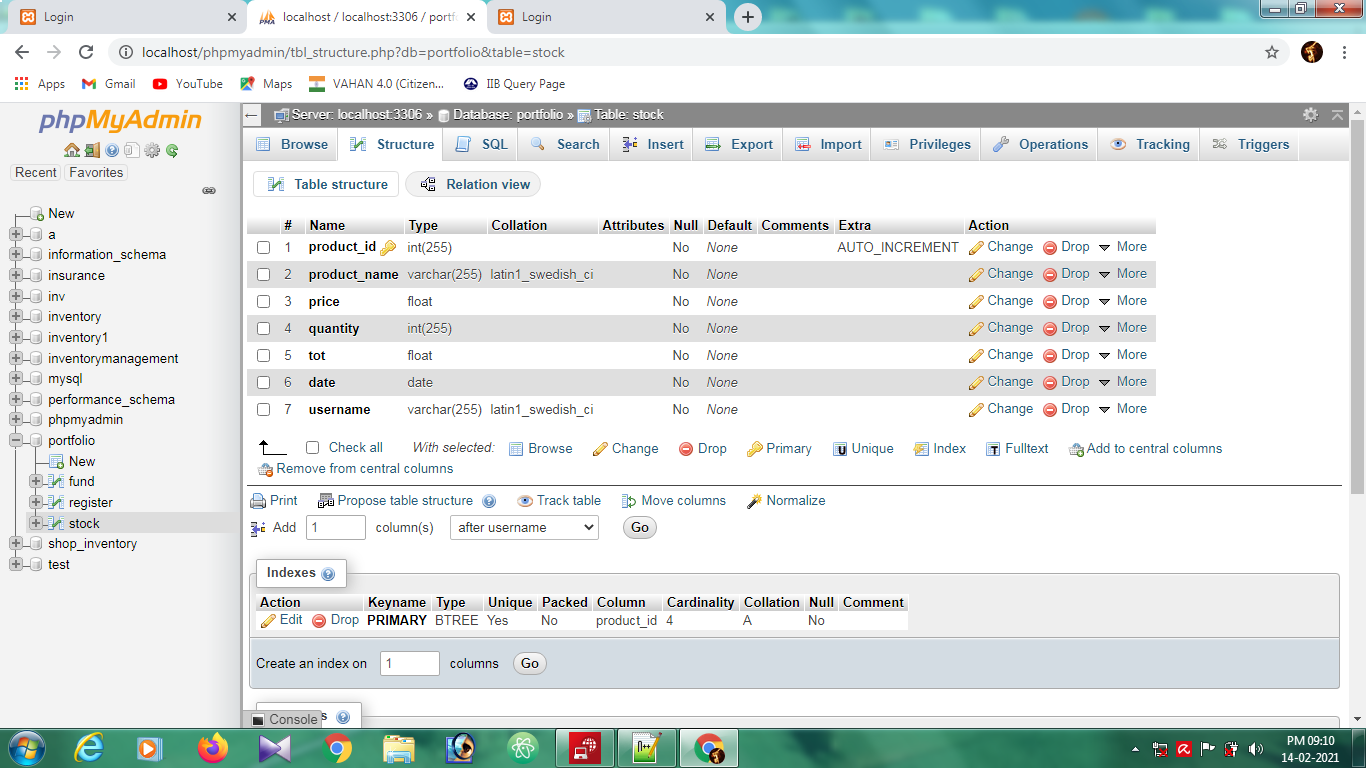 Login
localhost / localhost:3306 / portf
Login
localhost/phpmyadmin/tbl_structure.php?db=portfolio&table=stock
Apps Gmail YouTube Maps VAHAN 4.0 (Citizen... IIB Query Page
phpMyAdmin
Recent Favorites
New
a
information_schema
insurance
inv
inventory
inventory1
inventorymanagement
mysql
performance_schema
phpmyadmin
portfolio
New
fund
register
stock
shop_inventory
test
Server: localhost:3306 » Database: portfolio » Table: stock
Browse Structure SQL Search Insert Export Import Privileges Operations Tracking Triggers
Table structure Relation view
# Name Type Collation Attributes Null Default Comments Extra Action
1 product_id int(255) No None AUTO_INCREMENT Change Drop More
2 product_name varchar(255) latin1_swedish_ci No None Change Drop More
3 price float No None Change Drop More
4 quantity int(255) No None Change Drop More
5 tot float No None Change Drop More
6 date date No None Change Drop More
7 username varchar(255) latin1_swedish_ci No None Change Drop More
Check all With selected: Browse Change Drop Primary Unique Index Fulltext Add to central columns
Remove from central columns
Print Propose table structure Track table Move columns Normalize
Add 1 column(s) after username Go
Indexes
Action Keyname Type Unique Packed Column Cardinality Collation Null Comment
Edit Drop PRIMARY BTREE Yes No product_id 4 A No
Create an index on 1 columns Go
Console
PM 09:10
14-02-2021